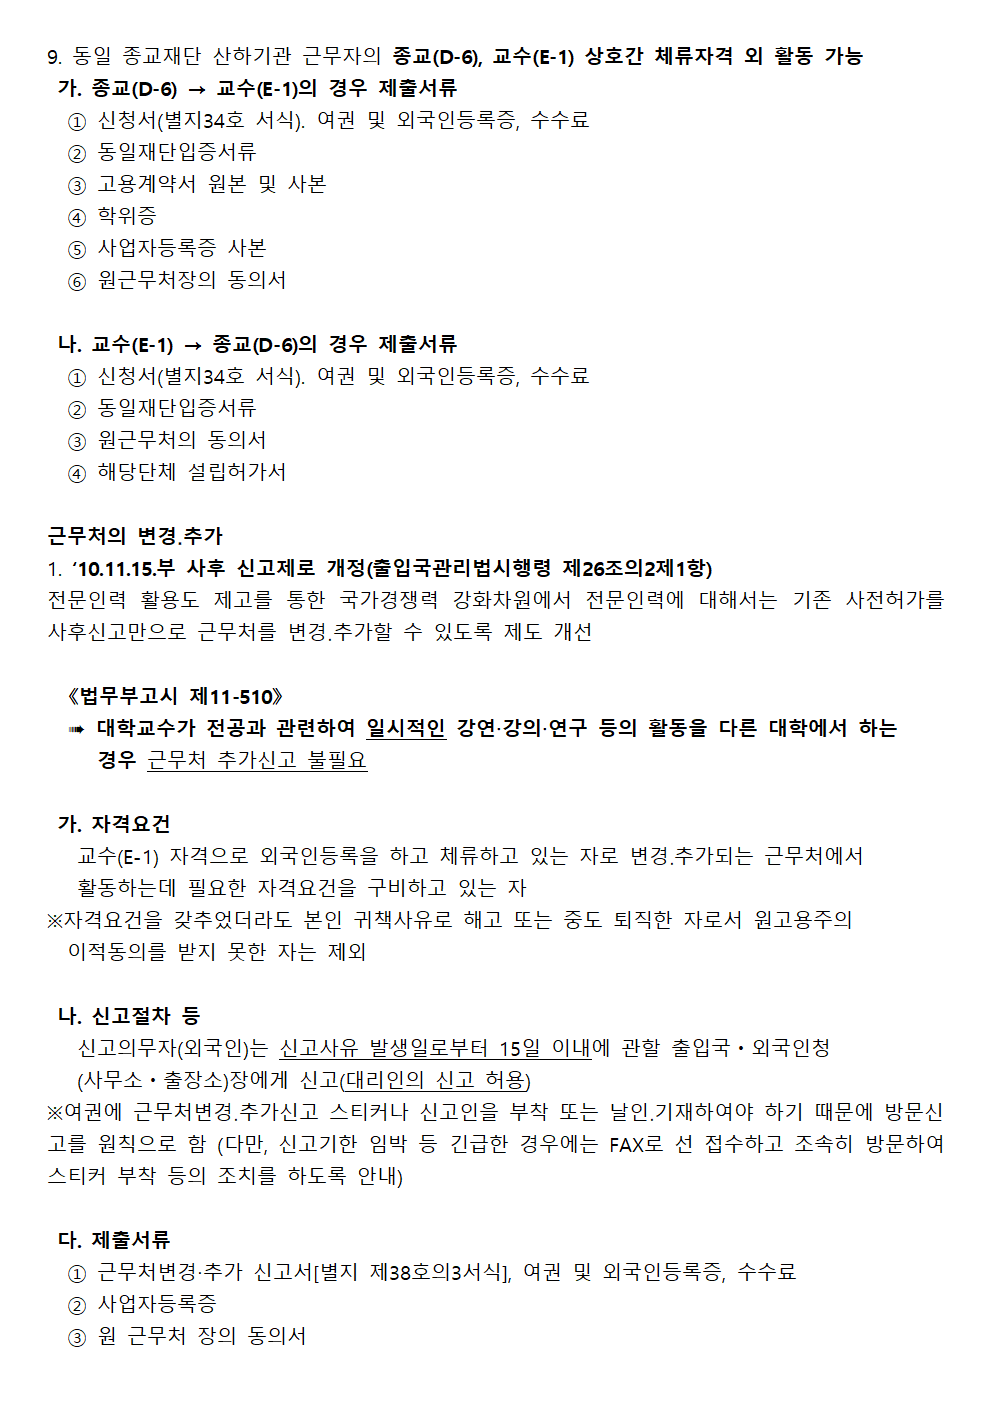 9. 동일 종교재단 산하기관 근무자의 종교(D-6), 교수(E-1) 상호간 체류자격 외 활동 가능
가. 종교(D-6) → 교수(E-1)의 경우 제출서류
① 신청서(별지34호 서식). 여권 및 외국인등록증, 수수료
② 동일재단입증서류
③ 고용계약서 원본 및 사본
④ 학위증
⑤ 사업자등록증 사본
⑥ 원근무처장의 동의서
나. 교수(E-1) → 종교(D-6)의 경우 제출서류
① 신청서(별지34호 서식). 여권 및 외국인등록증, 수수료
② 동일재단입증서류
③ 원근무처의 동의서
④ 해당단체 설립허가서
근무처의 변경.추가
1. ‘10.11.15.부 사후 신고제로 개정(출입국관리법시행령 제26조의2제1항)
전문인력 활용도 제고를 통한 국가경쟁력 강화차원에서 전문인력에 대해서는 기존 사전허가를
사후신고만으로 근무처를 변경.추가할 수 있도록 제도 개선
《법무부고시 제11-510》
➠ 대학교수가 전공과 관련하여 일시적인 강연·강의·연구 등의 활동을 다른 대학에서 하는
경우 근무처 추가신고 불필요
가. 자격요건
교수(E-1) 자격으로 외국인등록을 하고 체류하고 있는 자로 변경.추가되는 근무처에서
활동하는데 필요한 자격요건을 구비하고 있는 자
※자격요건을 갖추었더라도 본인 귀책사유로 해고 또는 중도 퇴직한 자로서 원고용주의
이적동의를 받지 못한 자는 제외
나. 신고절차 등
신고의무자(외국인)는 신고사유 발생일로부터 15일 이내에 관할 출입국・외국인청
(사무소・출장소)장에게 신고(대리인의 신고 허용)
※여권에 근무처변경.추가신고 스티커나 신고인을 부착 또는 날인.기재하여야 하기 때문에 방문신
고를 원칙으로 함 (다만, 신고기한 임박 등 긴급한 경우에는 FAX로 선 접수하고 조속히 방문하여
스티커 부착 등의 조치를 하도록 안내)
다. 제출서류
① 근무처변경·추가 신고서[별지 제38호의3서식], 여권 및 외국인등록증, 수수료
② 사업자등록증
③ 원 근무처 장의 동의서